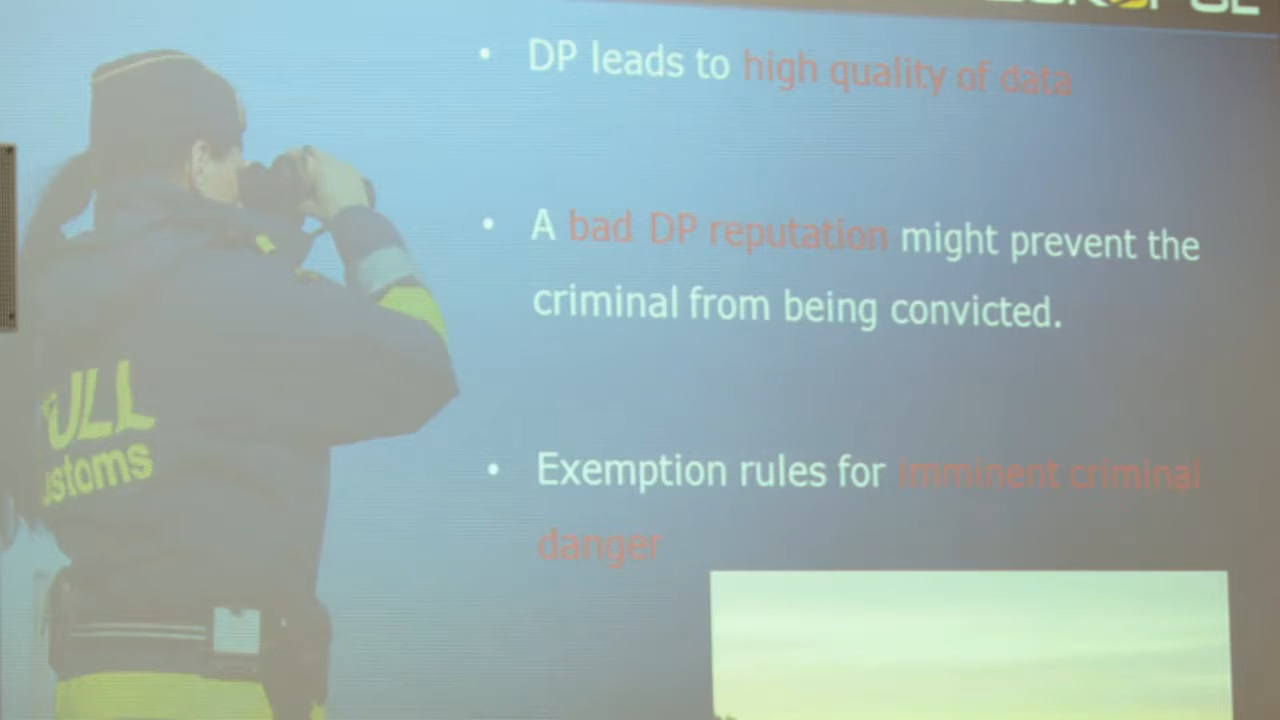 • DP leads to high quality of data
• A bad DP reputation might prevent the
criminal from being convicted.
• Exemption rules for imminent criminal
danger